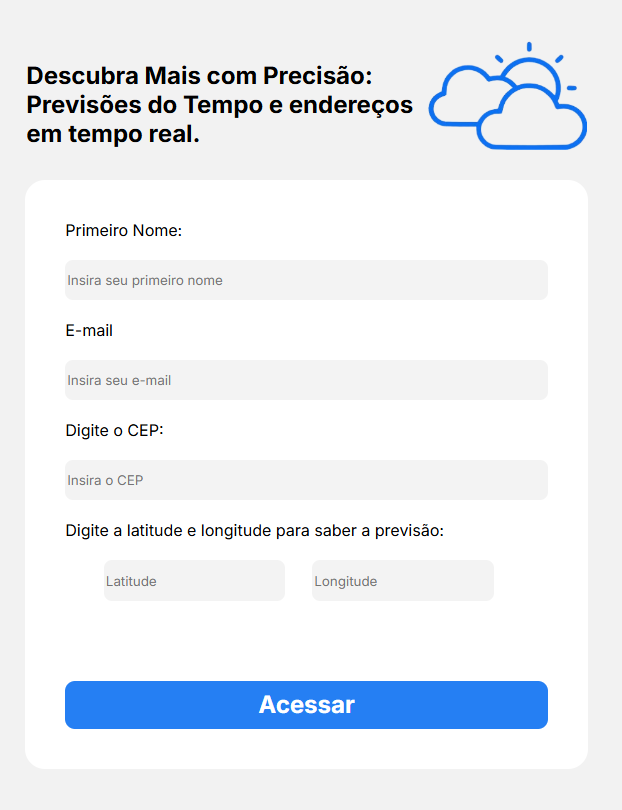 Descubra Mais com Precisão:
Previsões do Tempo e endereços
em tempo real.
Primeiro Nome:
Insira seu primeiro nome
E-mail
Insira seu e-mail
Digite o CEP:
Insira o CEP
Digite a latitude e longitude para saber a previsão:
Latitude Longitude
Acessar